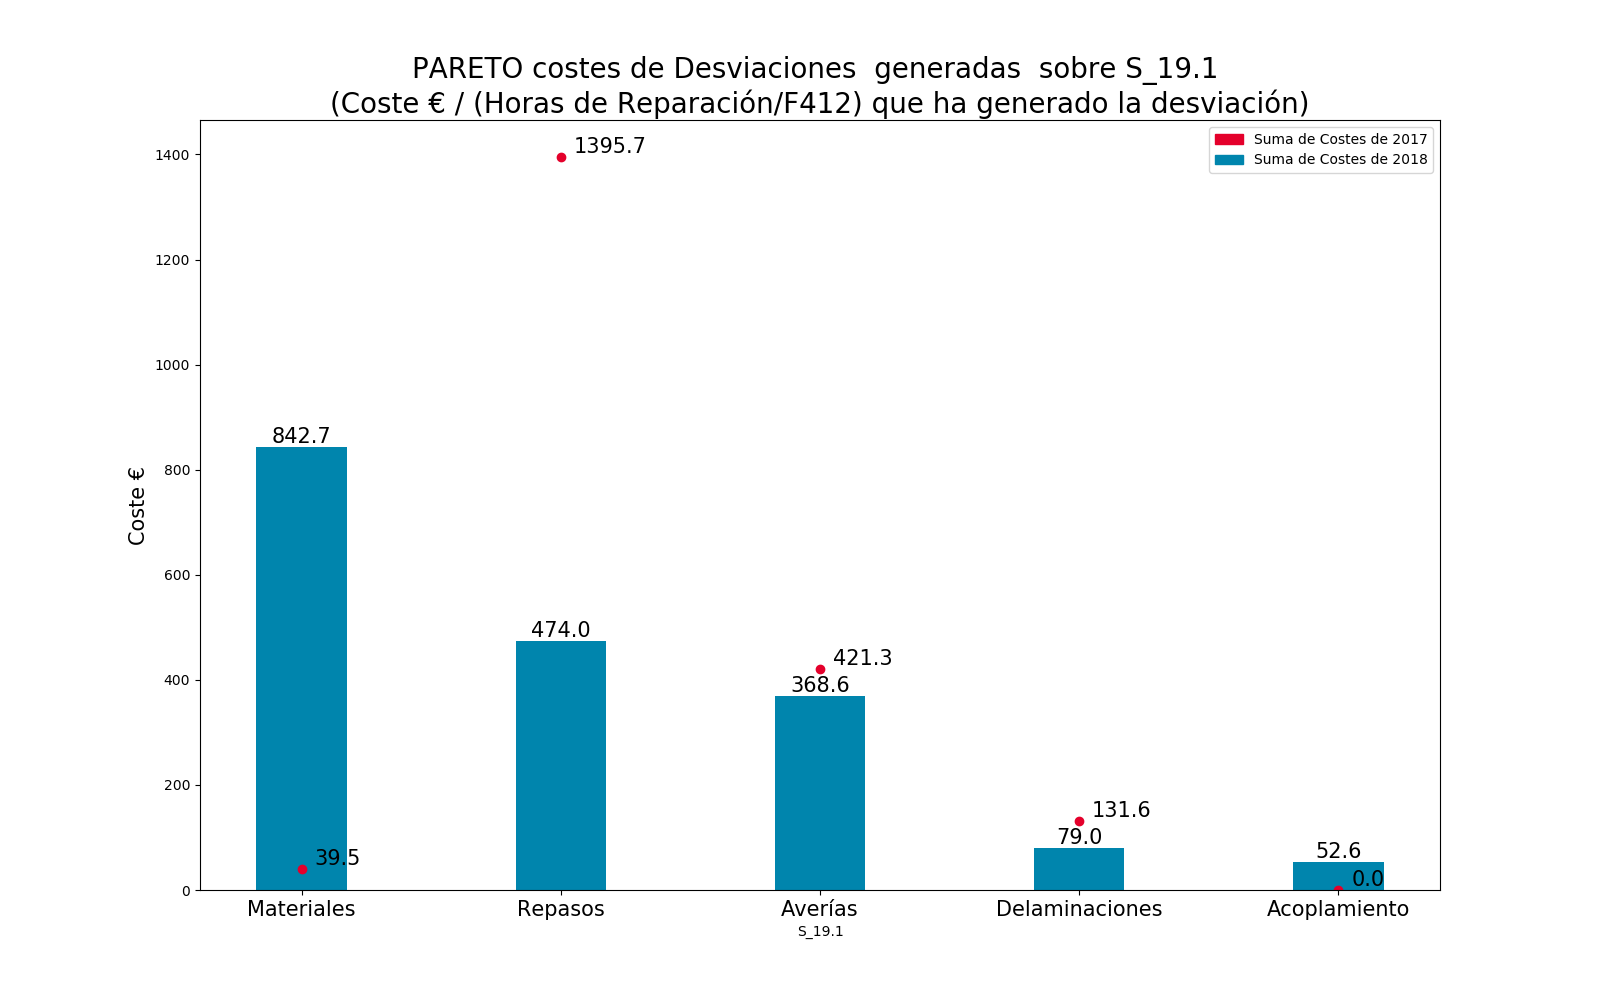 PARETO costes de Desviaciones  generadas  sobre S_19.1
(Coste € / (Horas de Reparación/F412) que ha generado la desviación)
Suma de Costes de 2017
Suma de Costes de 2018
Coste €
1400
1200
1000
800
600
400
200
0
1395.7
842.7
474.0
421.3
368.6
131.6
79.0
52.6
39.5
0.0
Materiales
Repasos
Averías
Delaminaciones
Acoplamiento
S_19.1